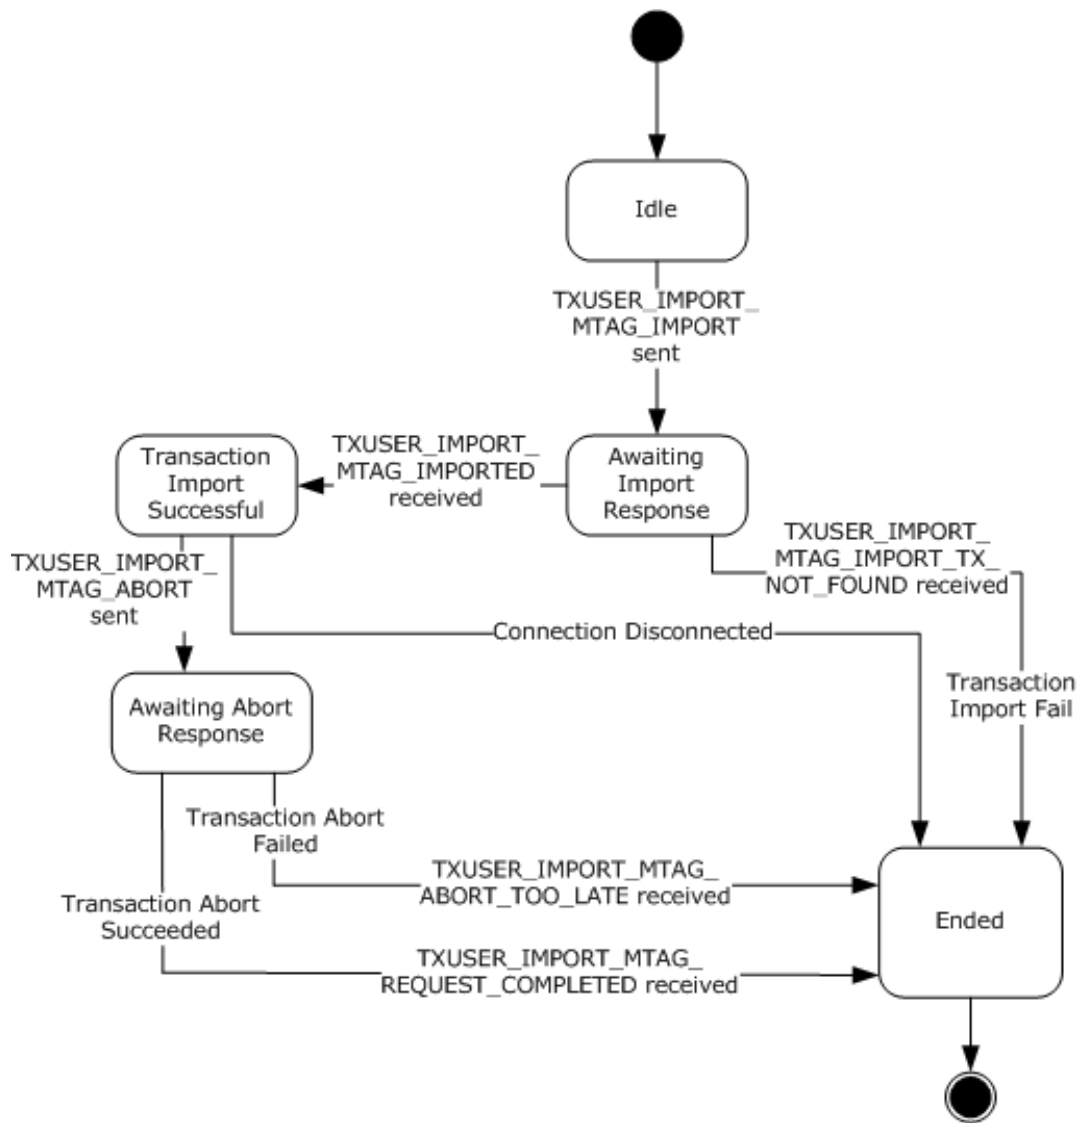 Idle
TXUSER_IMPORT_
MTAG_IMPORT
sent
Transaction
Import
Successful
TXUSER_IMPORT_
MTAG_IMPORTED
received
Awaiting
Import
Response
TXUSER_IMPORT_
MTAG_IMPORT_TX_
NOT_FOUND received
TXUSER_IMPORT_
MTAG_ABORT
sent
Connection Disconnected
Transaction
Import Fail
Awaiting Abort
Response
Transaction Abort
Failed
TXUSER_IMPORT_MTAG_
ABORT_TOO_LATE received
Transaction Abort
Succeeded
Ended
TXUSER_IMPORT_MTAG_
REQUEST_COMPLETED received